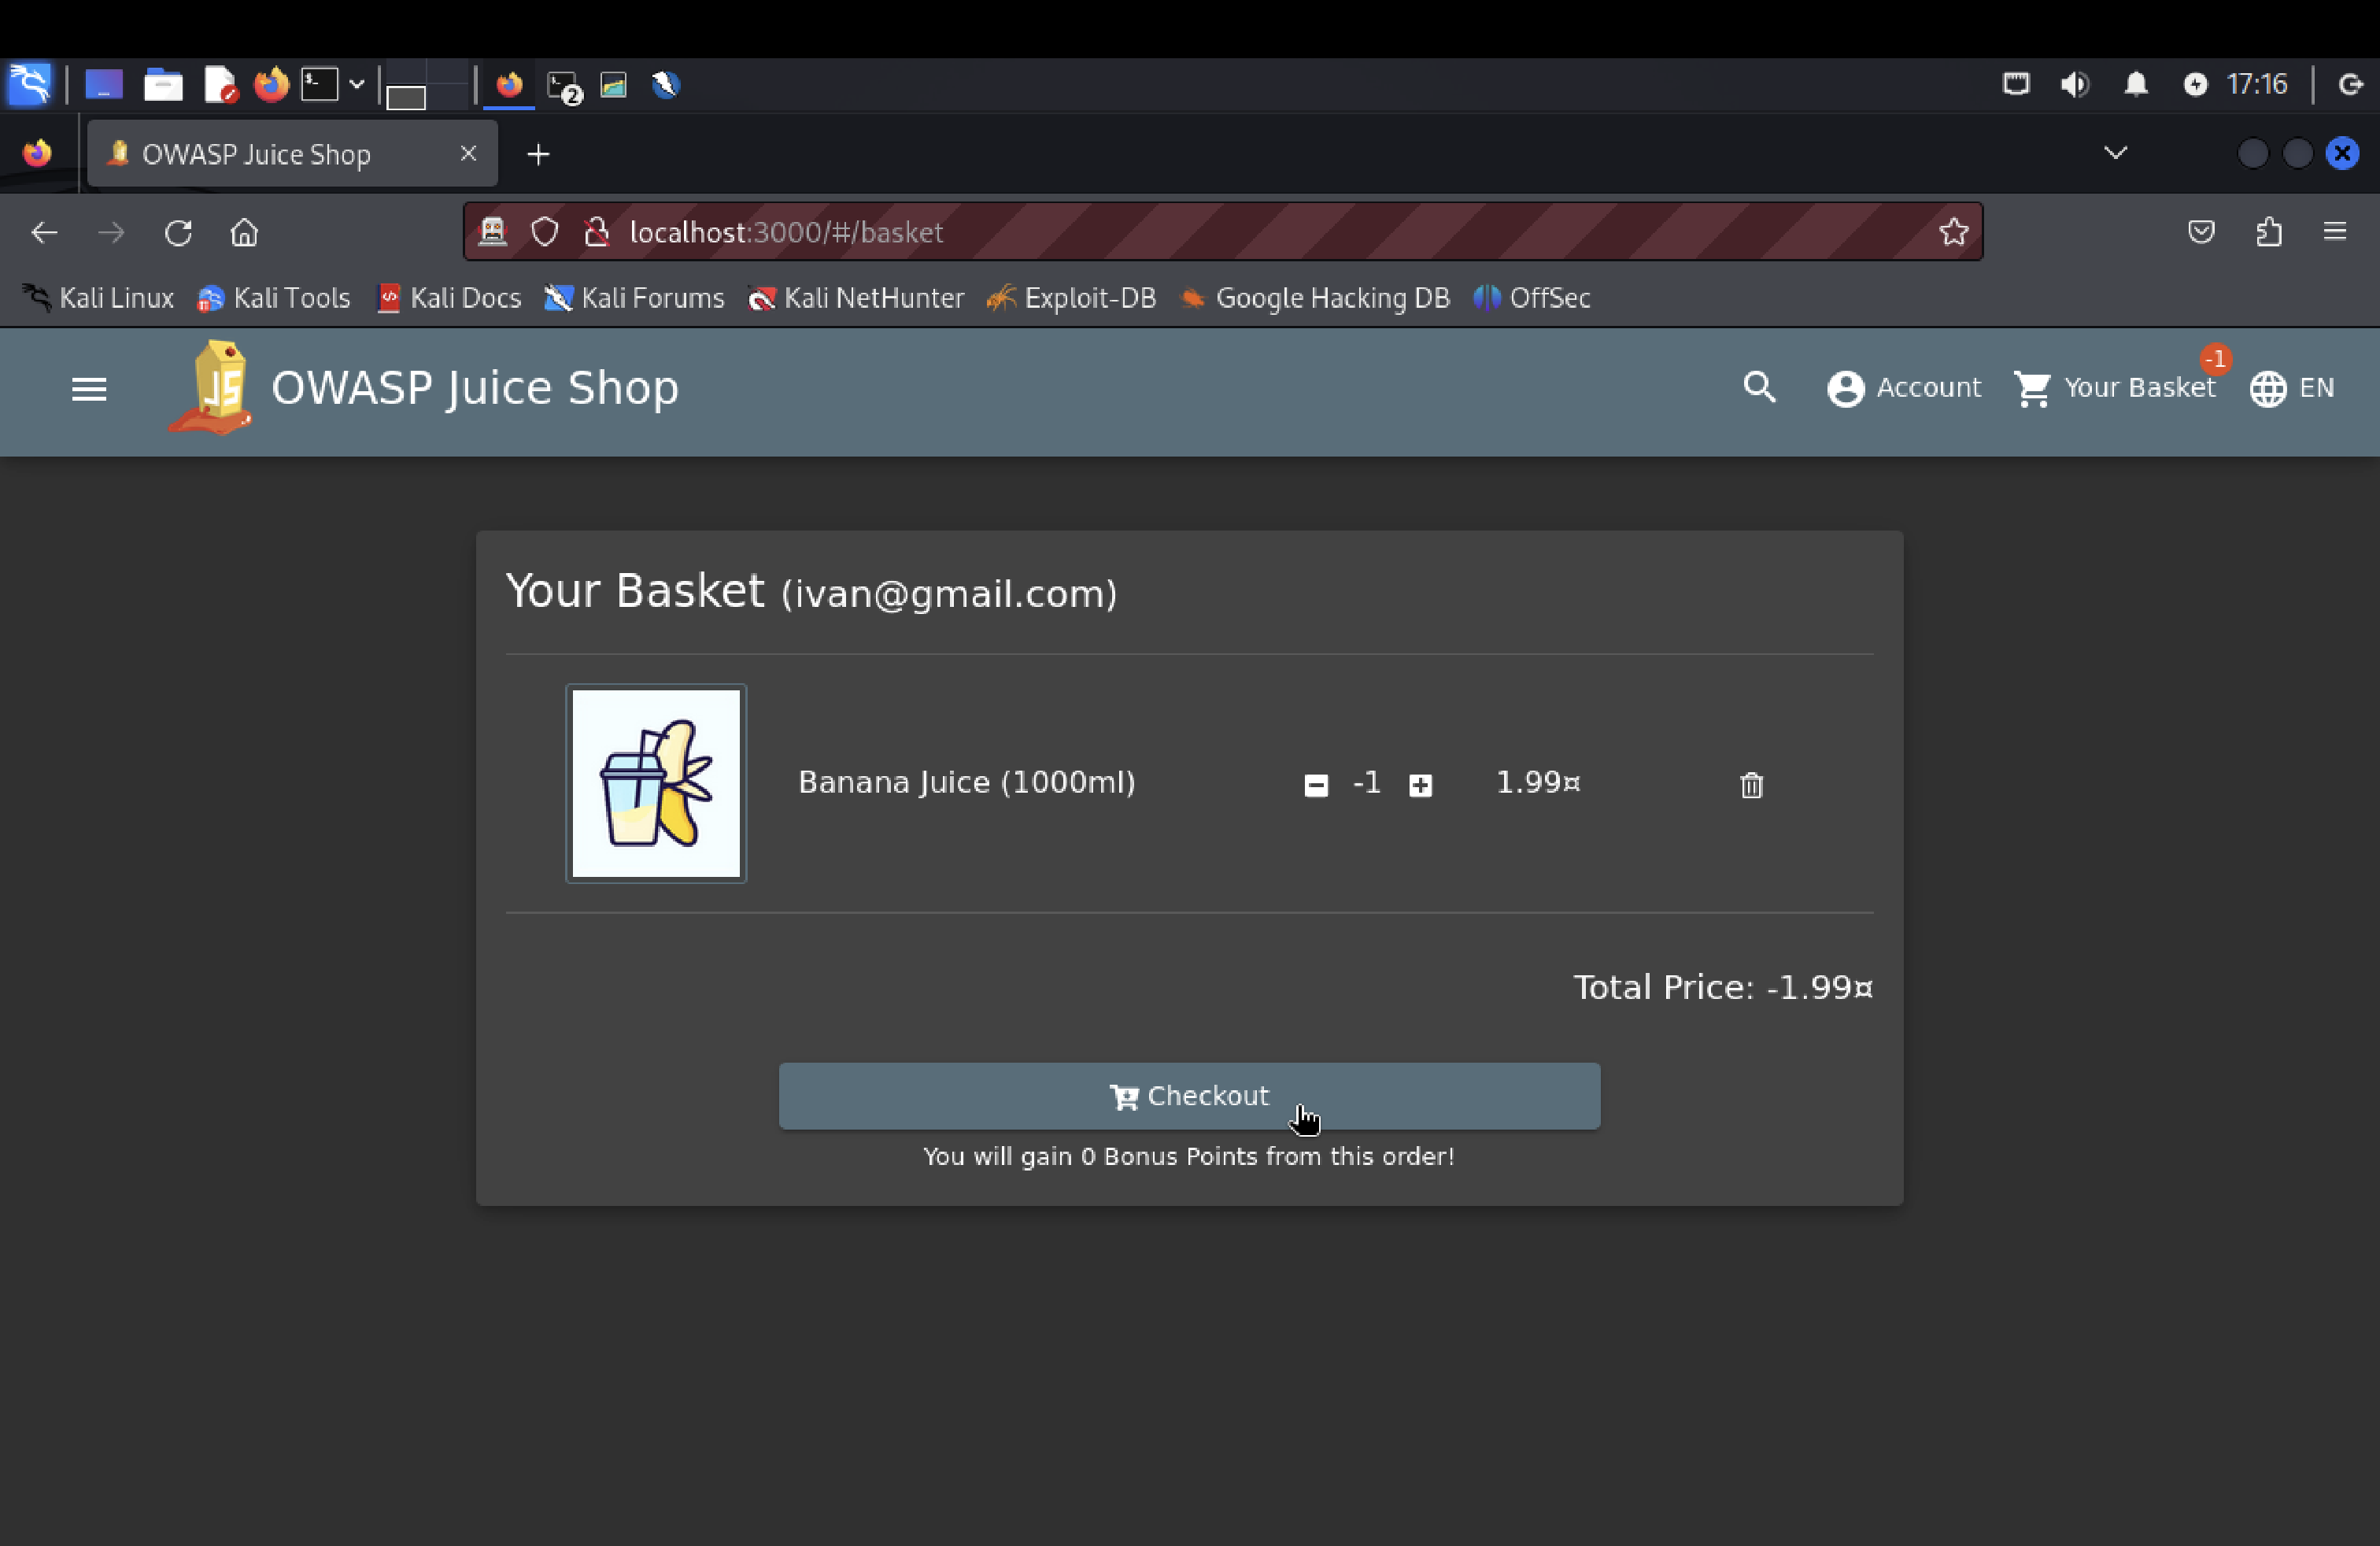 2 17:16
OWASP Juice Shop
localhost:3000/#/basket
Kali Linux Kali Tools Kali Docs Kali Forums Kali NetHunter Exploit-DB Google Hacking DB OffSec
OWASP Juice Shop Account Your Basket -1 EN
Your Basket (ivan@gmail.com)
Banana Juice (1000ml) -1 1.99¤
Total Price: -1.99¤
Checkout
You will gain 0 Bonus Points from this order!